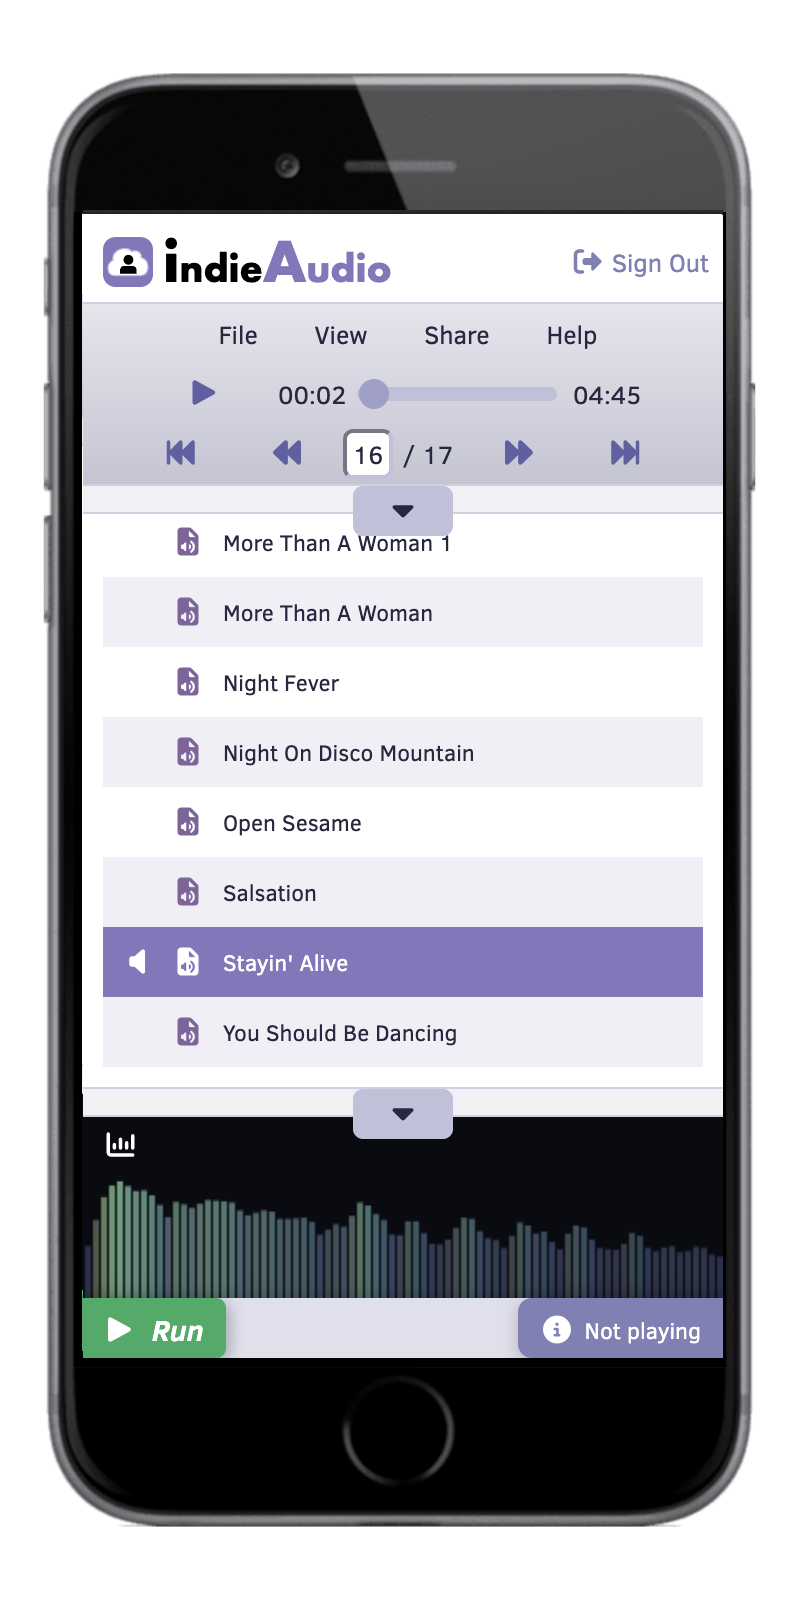 IndieAudio
Sign Out
File View Share Help
00:02 04:45
16 / 17
More Than A Woman 1
More Than A Woman
Night Fever
Night On Disco Mountain
Open Sesame
Salsation
Stayin' Alive
You Should Be Dancing
Run
Not playing